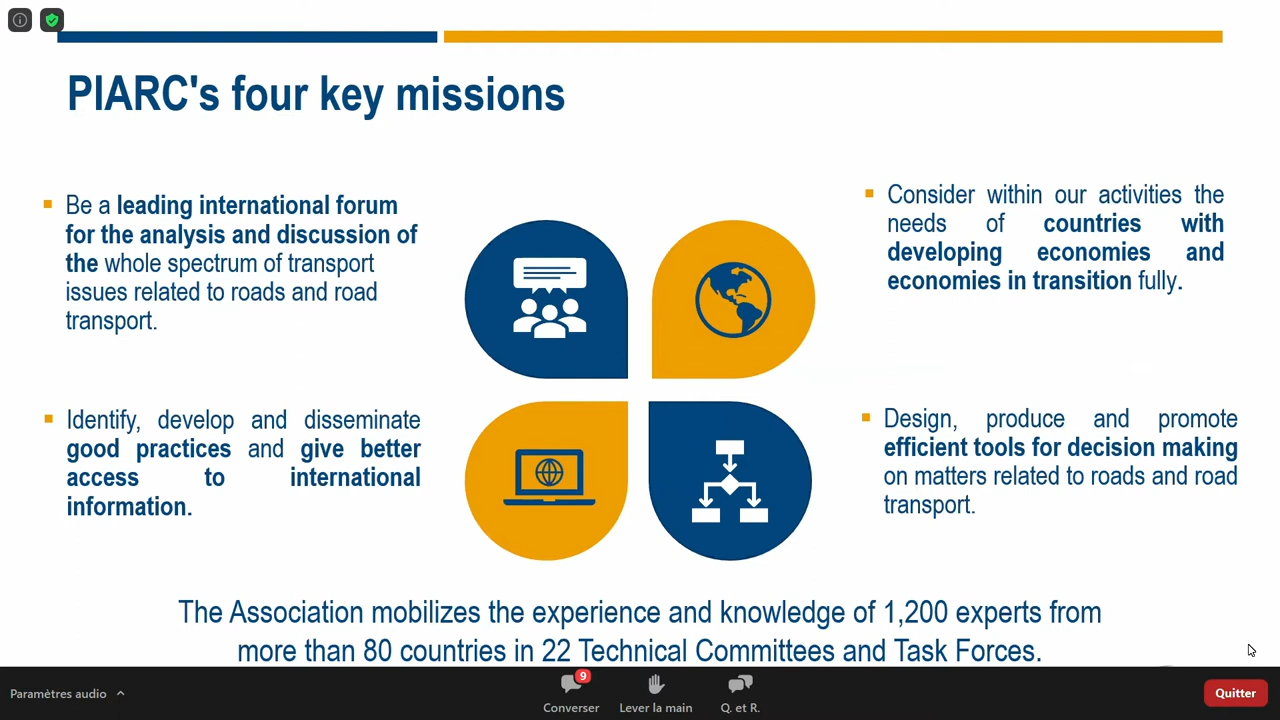 PIARC's four key missions
Be a leading international forum
for the analysis and discussion of
the whole spectrum of transport
issues related to roads and road
transport.
Consider within our activities the
needs of countries with
developing economies and
economies in transition fully.
Identify, develop and disseminate
good practices and give better
access to international
information.
Design, produce and promote
efficient tools for decision making
on matters related to roads and road
transport.
The Association mobilizes the experience and knowledge of 1,200 experts from
more than 80 countries in 22 Technical Committees and Task Forces.
Paramètres audio
9
Converser
Lever la main
Q. et R.
Quitter